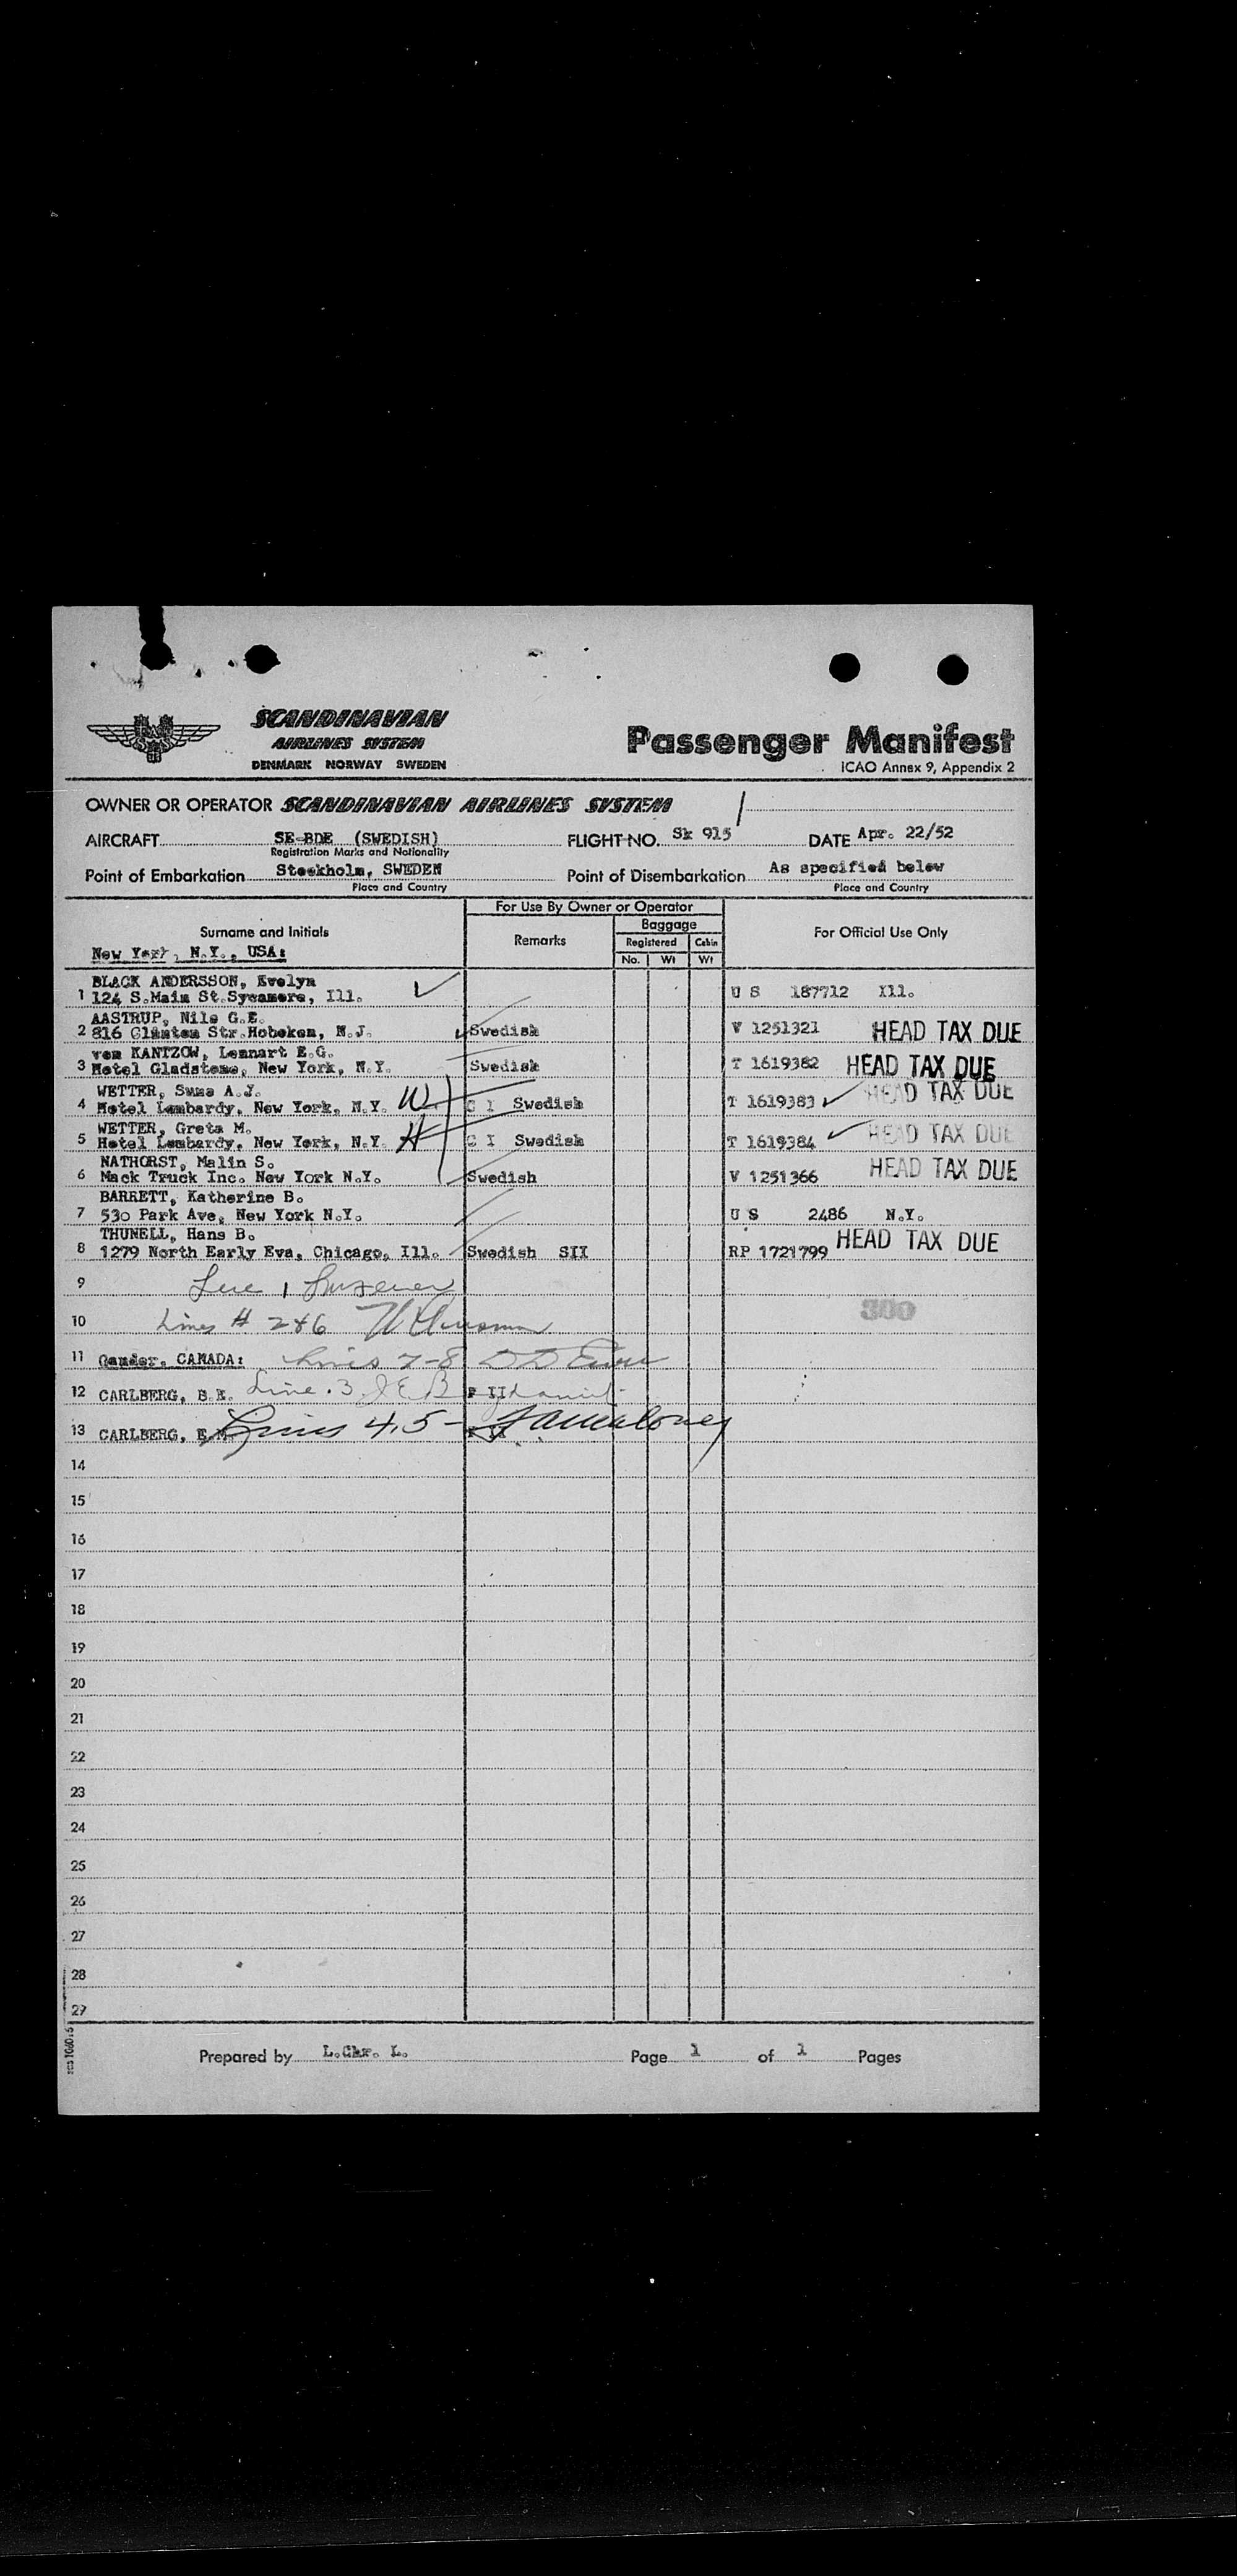 SCANDINAVIAN
AIRLINES SYSTEM
DENMARK NORWAY SWEDEN
Passenger Manifest
ICAO Annex 9, Appendix 2
OWNER OR OPERATOR SCANDINAVIAN AIRLINES SYSTEM
AIRCRAFT SE-BDE (SWEDISH) FLIGHT NO. Sk 915 DATE Apr. 22/52
Registration Marks and Nationality
Point of Embarkation Stockholm, SWEDEN Point of Disembarkation As specified below
Place and Country Place and Country
For Use By Owner or Operator
Surname and Initials Remarks Baggage For Official Use Only
Registered Cabin
New York, N.Y., USA: No. Wt Wt
BLACK ANDERSSON, Evelyn
1 124 S.Main St.Sycamore, Ill. U S 187712 Ill.
AASTRUP, Nils G.E.
2 816 Clinton Str.Hoboken, N.J. Swedish V 1251321 HEAD TAX DUE
von KANTZOW, Lennart E.G.
3 Hotel Gladstone, New York, N.Y. Swedish T 1619382 HEAD TAX DUE
WETTER, Sune A.J.
4 Hotel Lombardy, New York, N.Y. W C I Swedish T 1619383 HEAD TAX DUE
WETTER, Greta M.
5 Hotel Lombardy, New York, N.Y. H C I Swedish T 1619384 HEAD TAX DUE
NATHORST, Malin S.
6 Mack Truck Inc. New York N.Y. Swedish V 1251366 HEAD TAX DUE
BARRETT, Katherine B.
7 530 Park Ave, New York N.Y. U S 2486 N.Y.
THUNELL, Hans B.
8 1279 North Early Eva, Chicago, Ill. Swedish SII RP 1721799 HEAD TAX DUE
9 Line 1
10 Lines # 2+6 300
11 Gander, CANADA: Lines 7-8
12 CARLBERG, B.E. Line 3 J E B
13 CARLBERG, E.M. Lines 4,5 -
14
15
16
17
18
19
20
21
22
23
24
25
26
27
28
29
Prepared by L.Chr. L. Page 1 of 1 Pages